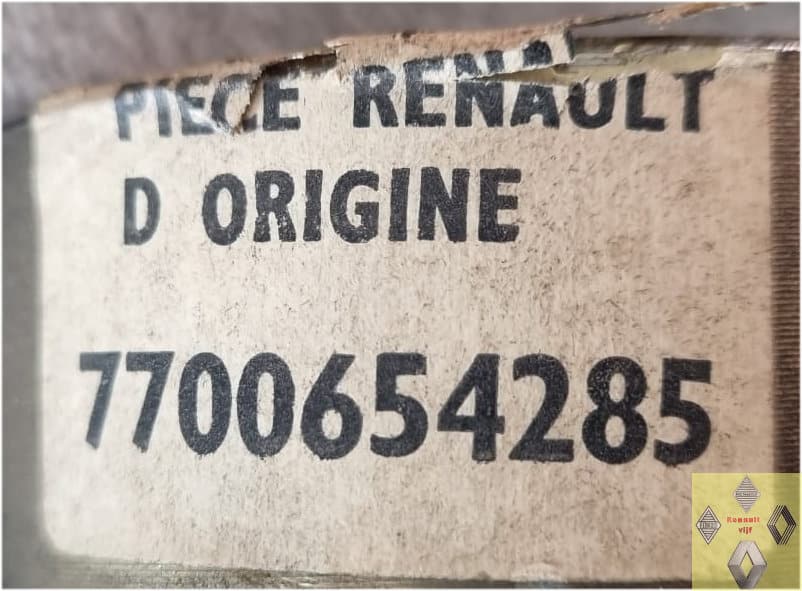 PIECE RENAULT
D ORIGINE
7700654285
Renault
vijf